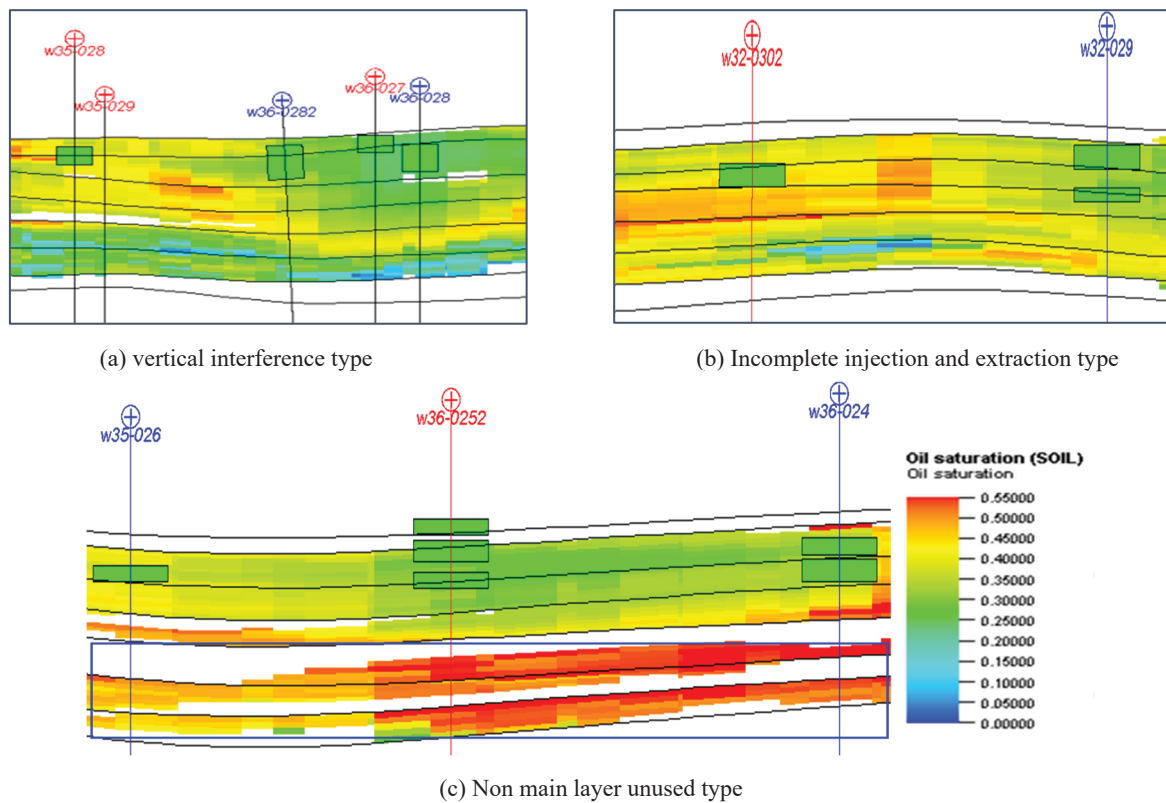 w35-028
w35-029
w36-0282
w36-027
w36-028
w32-0302
w32-029
(a) vertical interference type
(b) Incomplete injection and extraction type
w35-026
w36-0252
w36-024
Oil saturation (SOIL)
Oil saturation
0.55000
0.50000
0.45000
0.40000
0.35000
0.30000
0.25000
0.20000
0.15000
0.10000
0.05000
0.00000
(c) Non main layer unused type